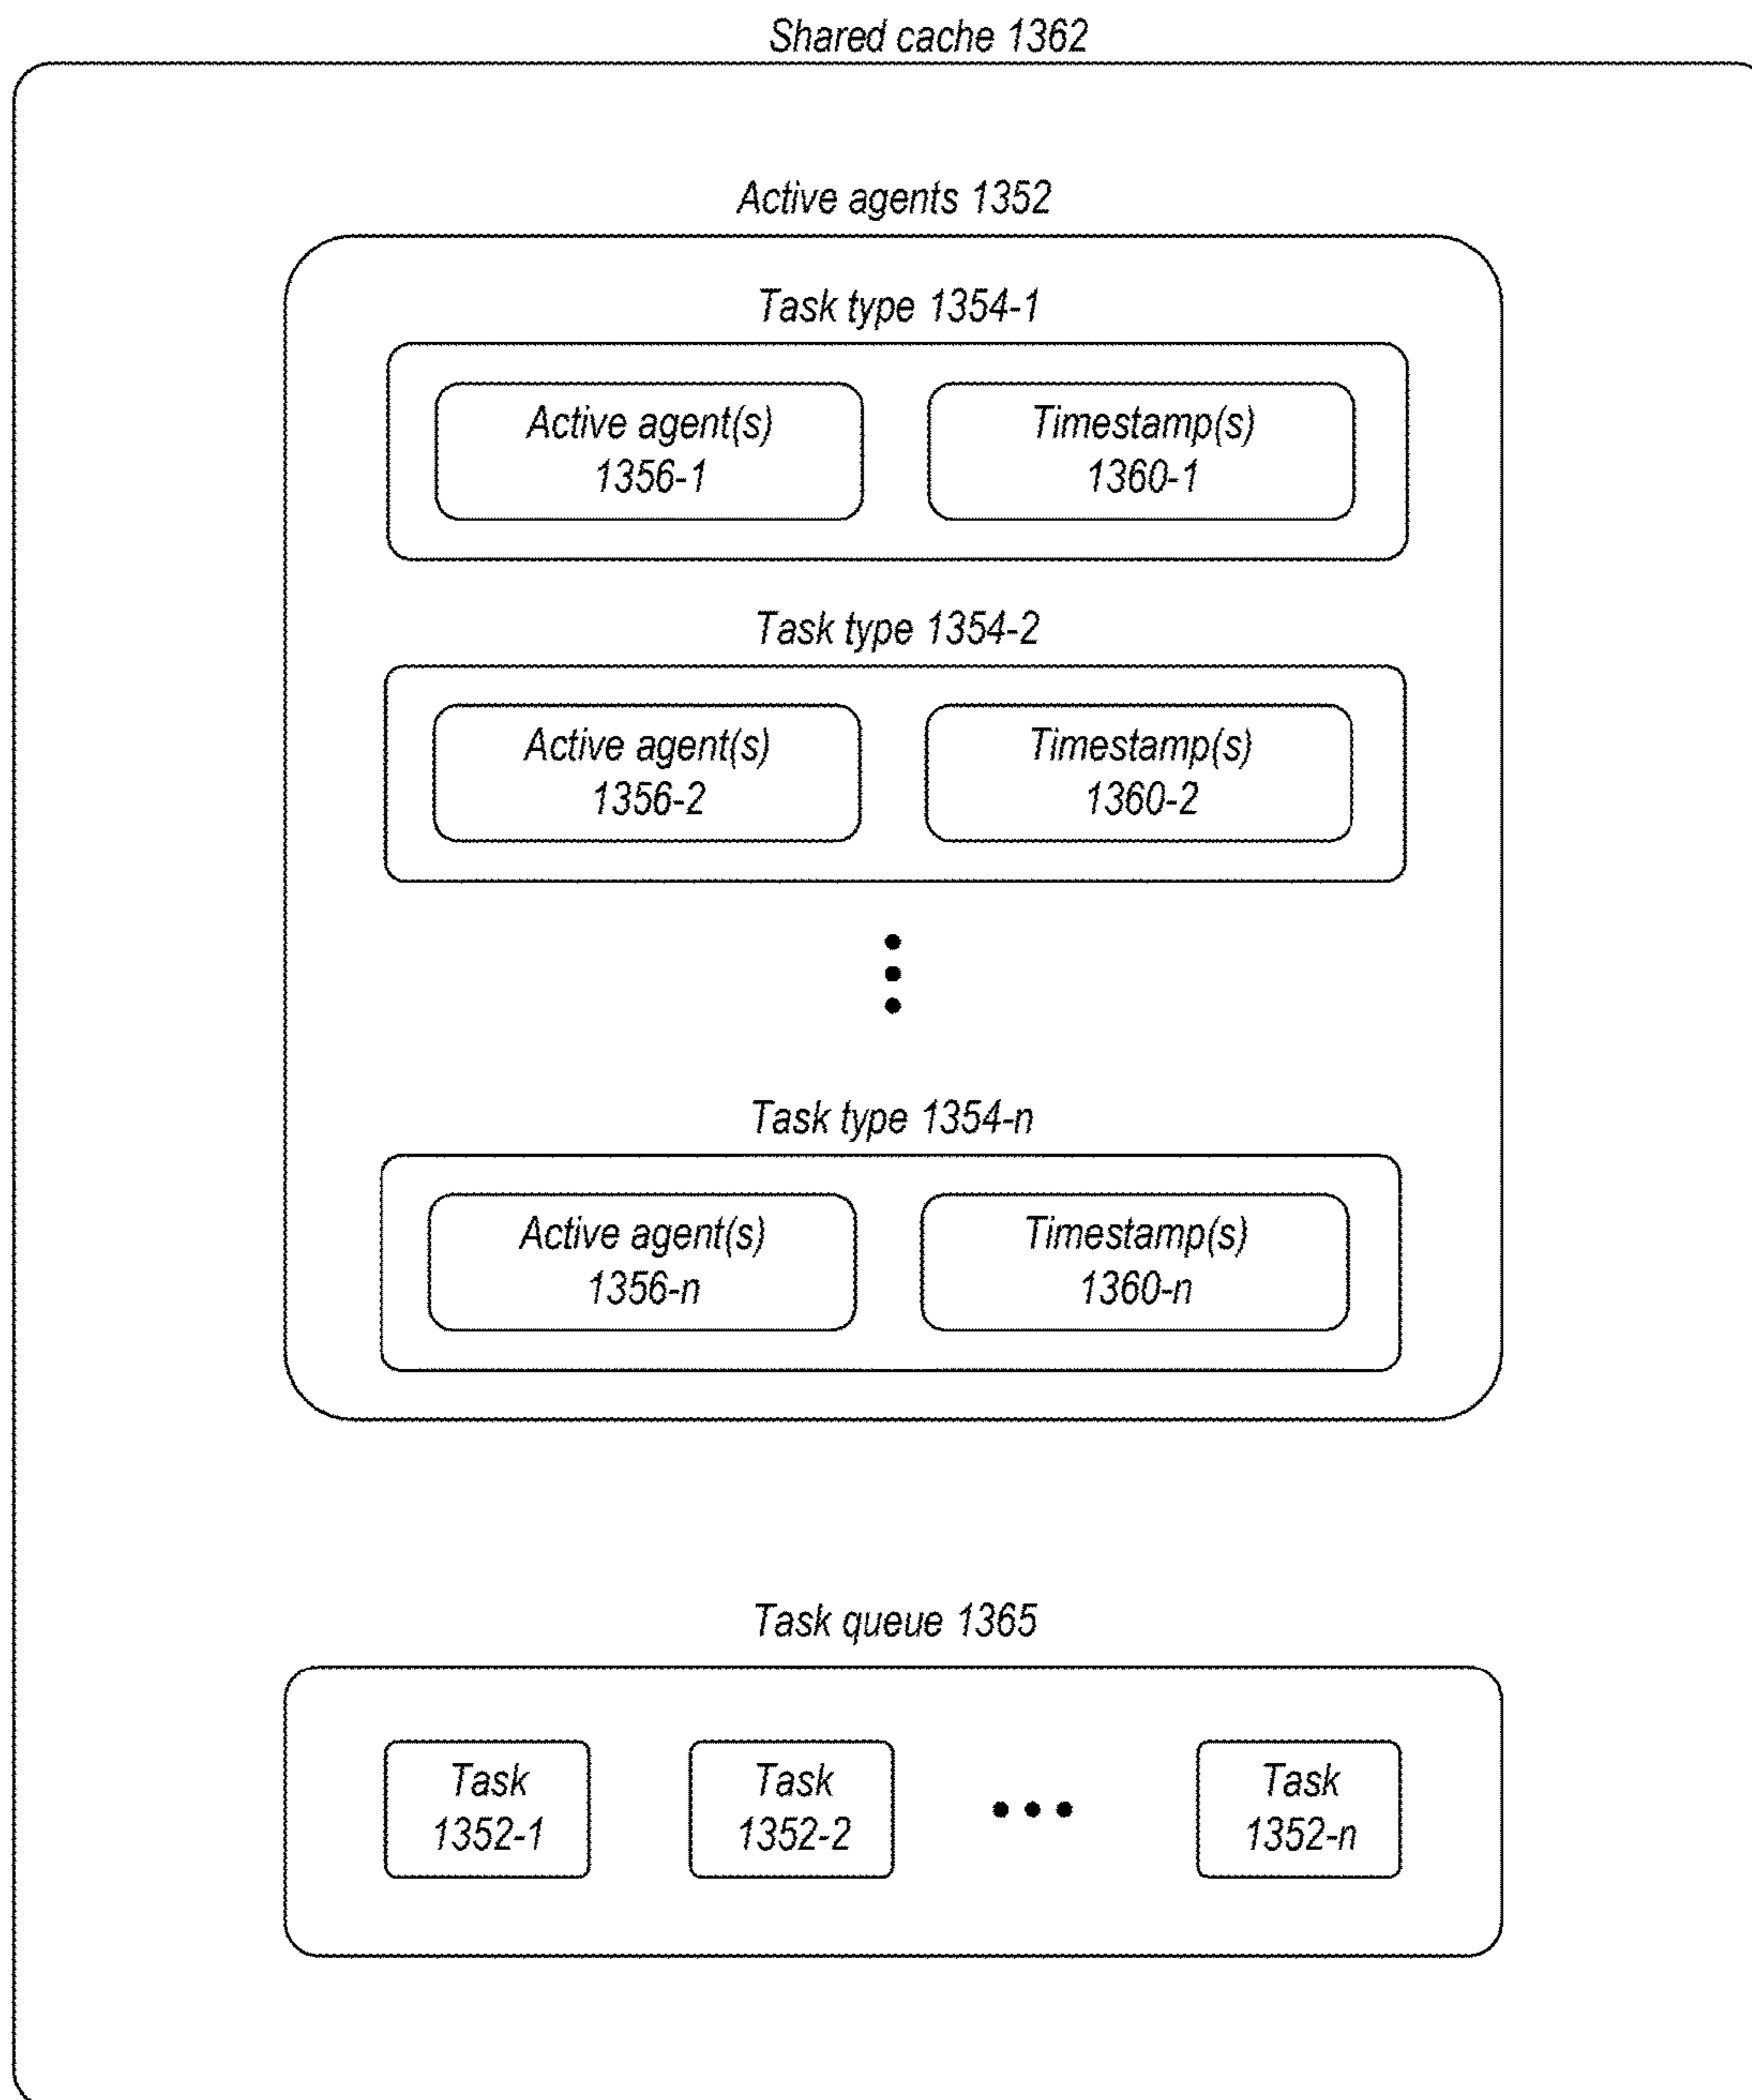 Shared cache 1362
Active agents 1352
Task type 1354-1
Active agent(s)
1356-1
Timestamp(s)
1360-1
Task type 1354-2
Active agent(s)
1356-2
Timestamp(s)
1360-2
Task type 1354-n
Active agent(s)
1356-n
Timestamp(s)
1360-n
Task queue 1365
Task
1352-1
Task
1352-2
Task
1352-n